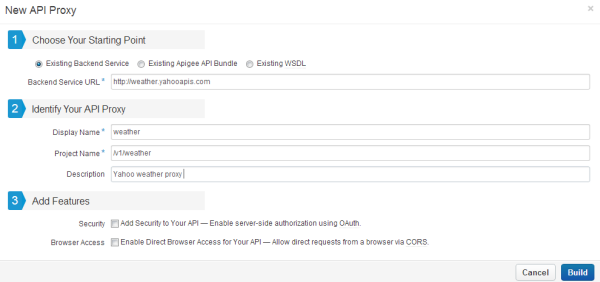 New API Proxy
×
1 Choose Your Starting Point
Existing Backend Service Existing Apigee API Bundle Existing WSDL
Backend Service URL * http://weather.yahooapis.com
2 Identify Your API Proxy
Display Name * weather
Project Name * /v1/weather
Description Yahoo weather proxy
3 Add Features
Security Add Security to Your API — Enable server-side authorization using OAuth.
Browser Access Enable Direct Browser Access for Your API — Allow direct requests from a browser via CORS.
Cancel Build